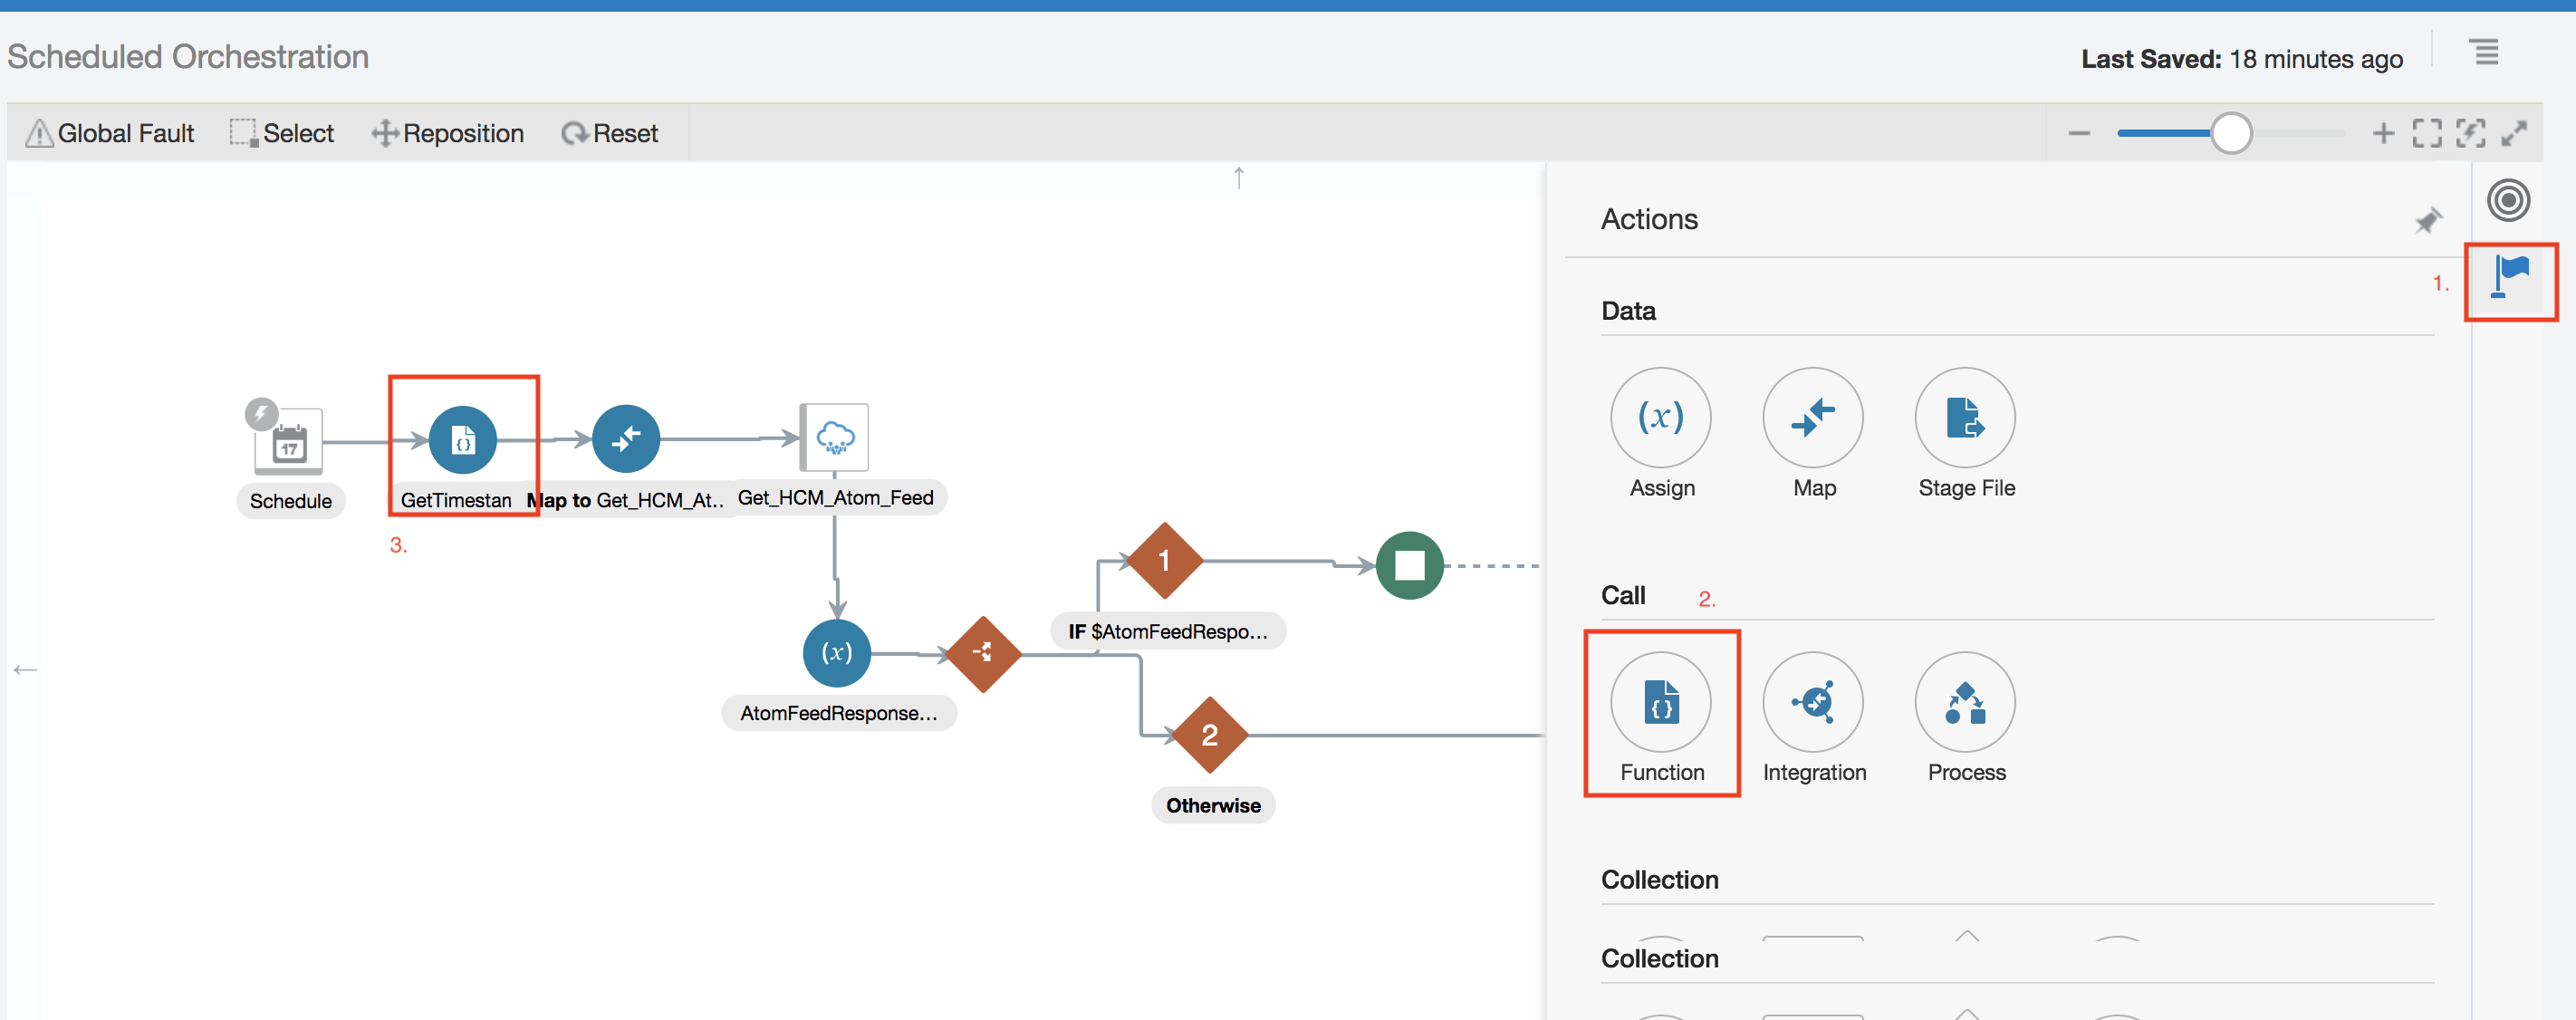 Scheduled Orchestration
Last Saved: 18 minutes ago
Global Fault
Select
Reposition
Reset
Actions
1.
Data
(x)
Assign
Map
Stage File
17
{}
Schedule
GetTimestan
Map to Get_HCM_At..
Get_HCM_Atom_Feed
3.
1
IF $AtomFeedRespo...
Call
2.
{}
Function
Integration
Process
(x)
AtomFeedResponse...
2
Otherwise
Collection
Collection